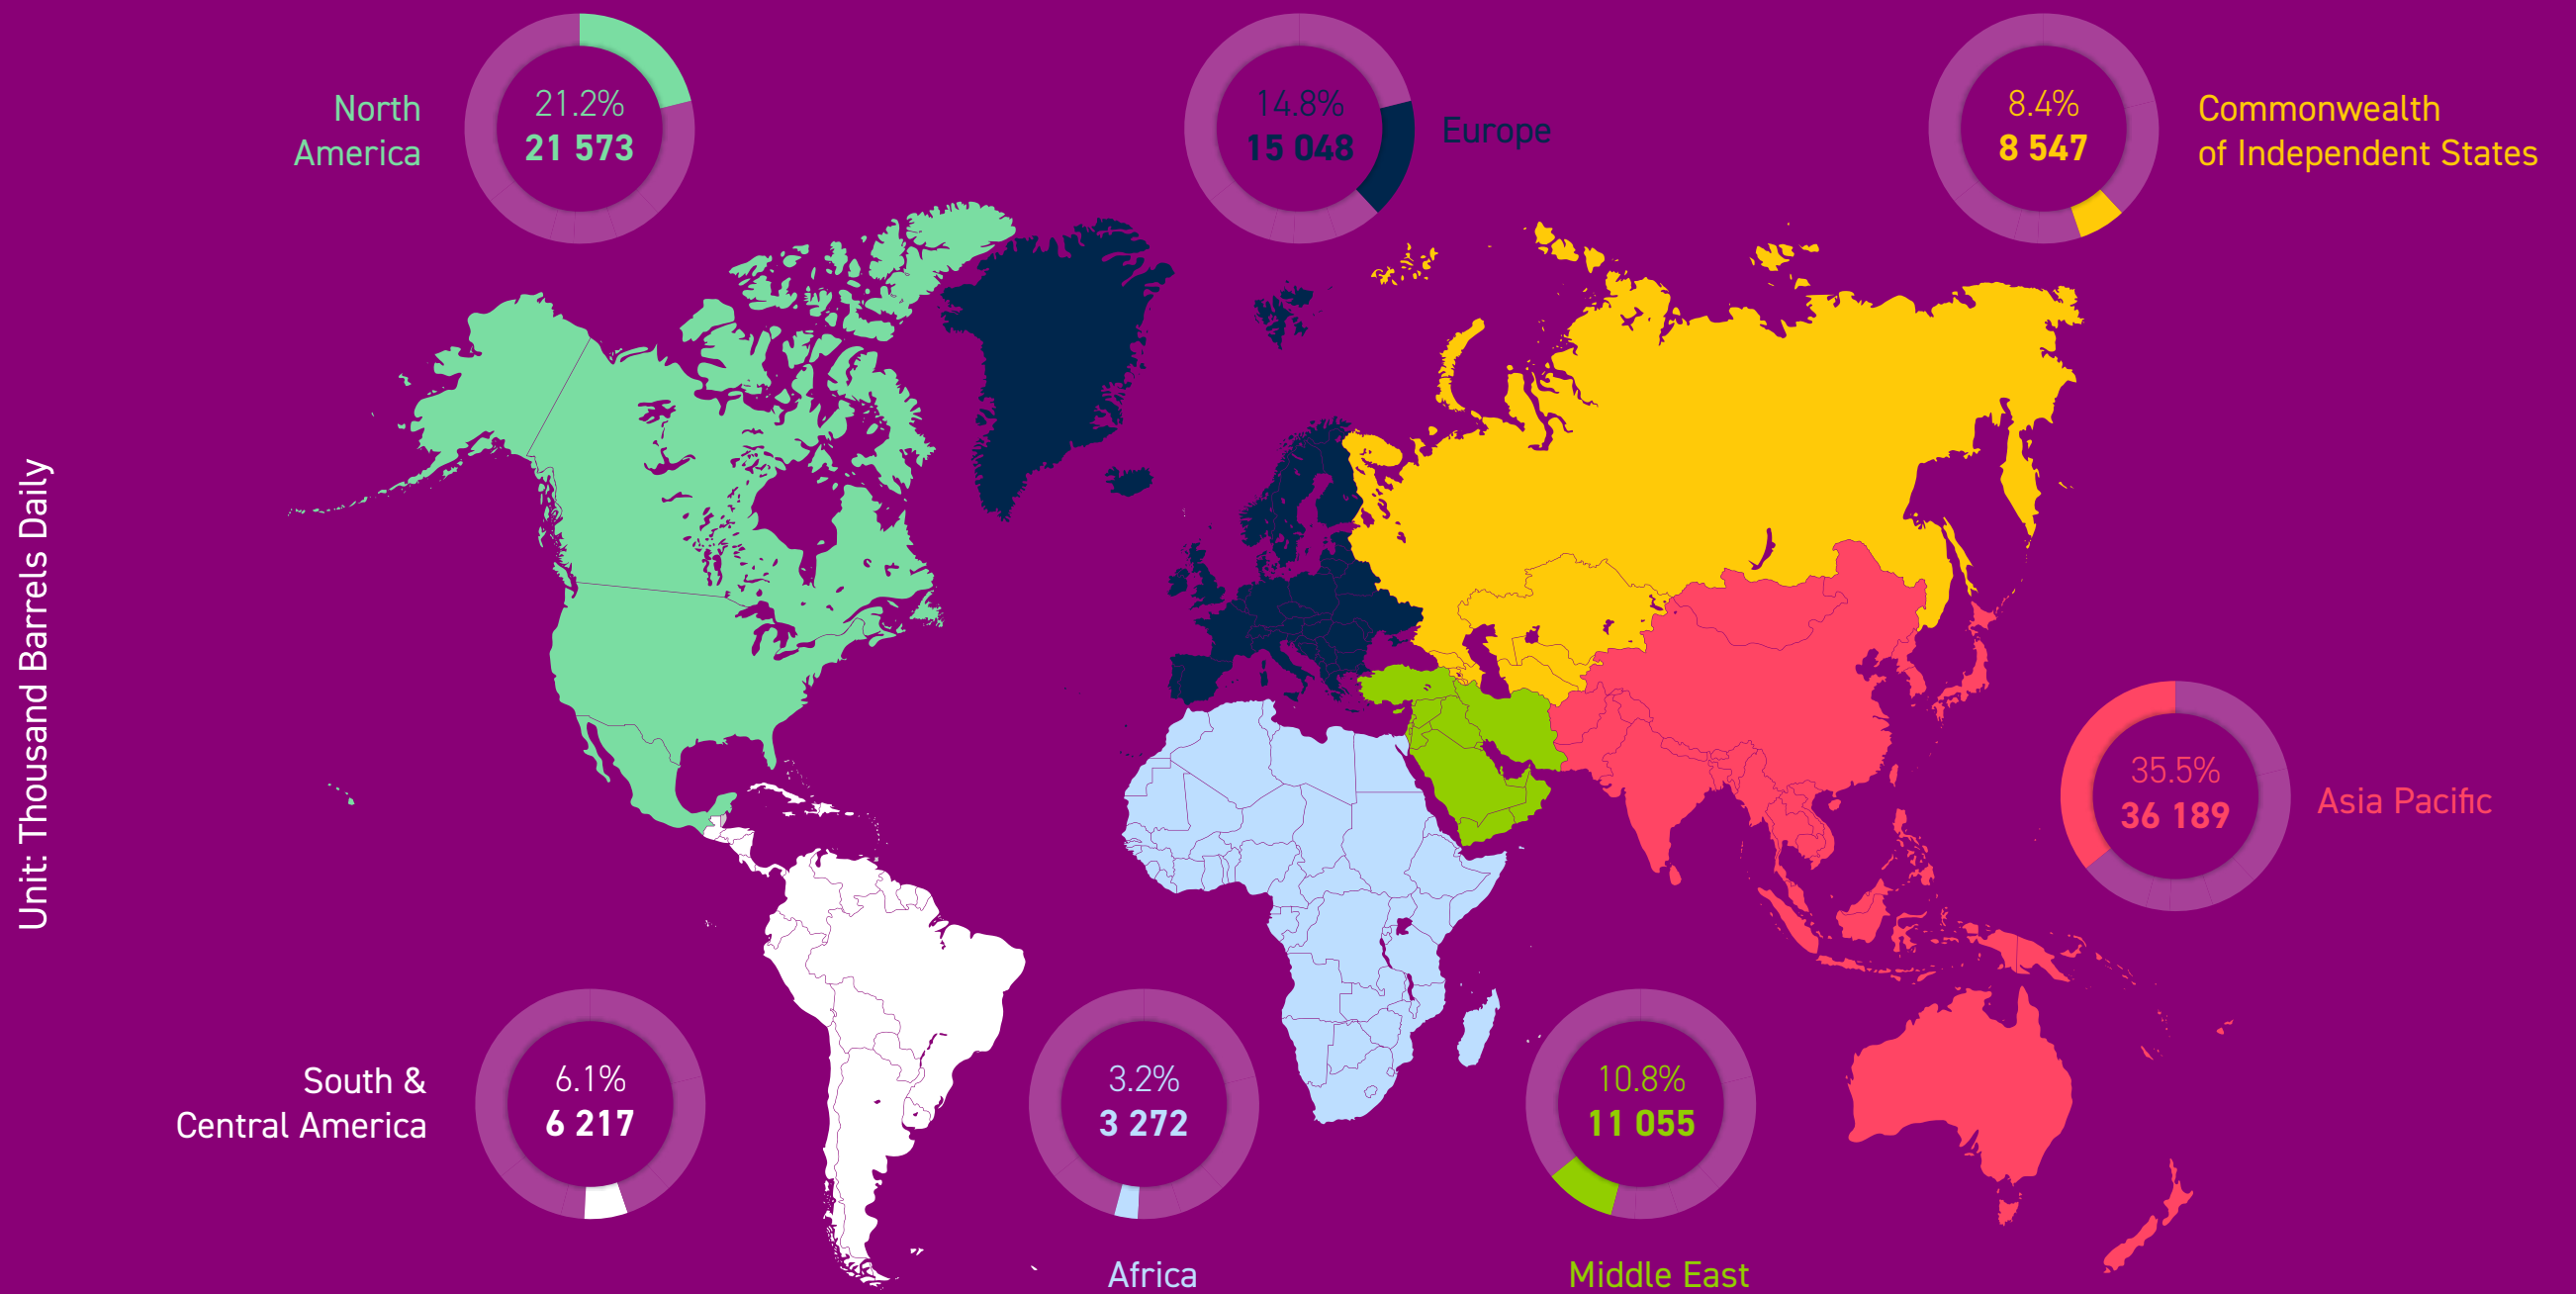 North
America
21.2%
21 573
14.8%
15 048
Europe
8.4%
8 547
Commonwealth
of Independent States
Unit: Thousand Barrels Daily
35.5%
36 189
Asia Pacific
South &
Central America
6.1%
6 217
3.2%
3 272
Africa
10.8%
11 055
Middle East